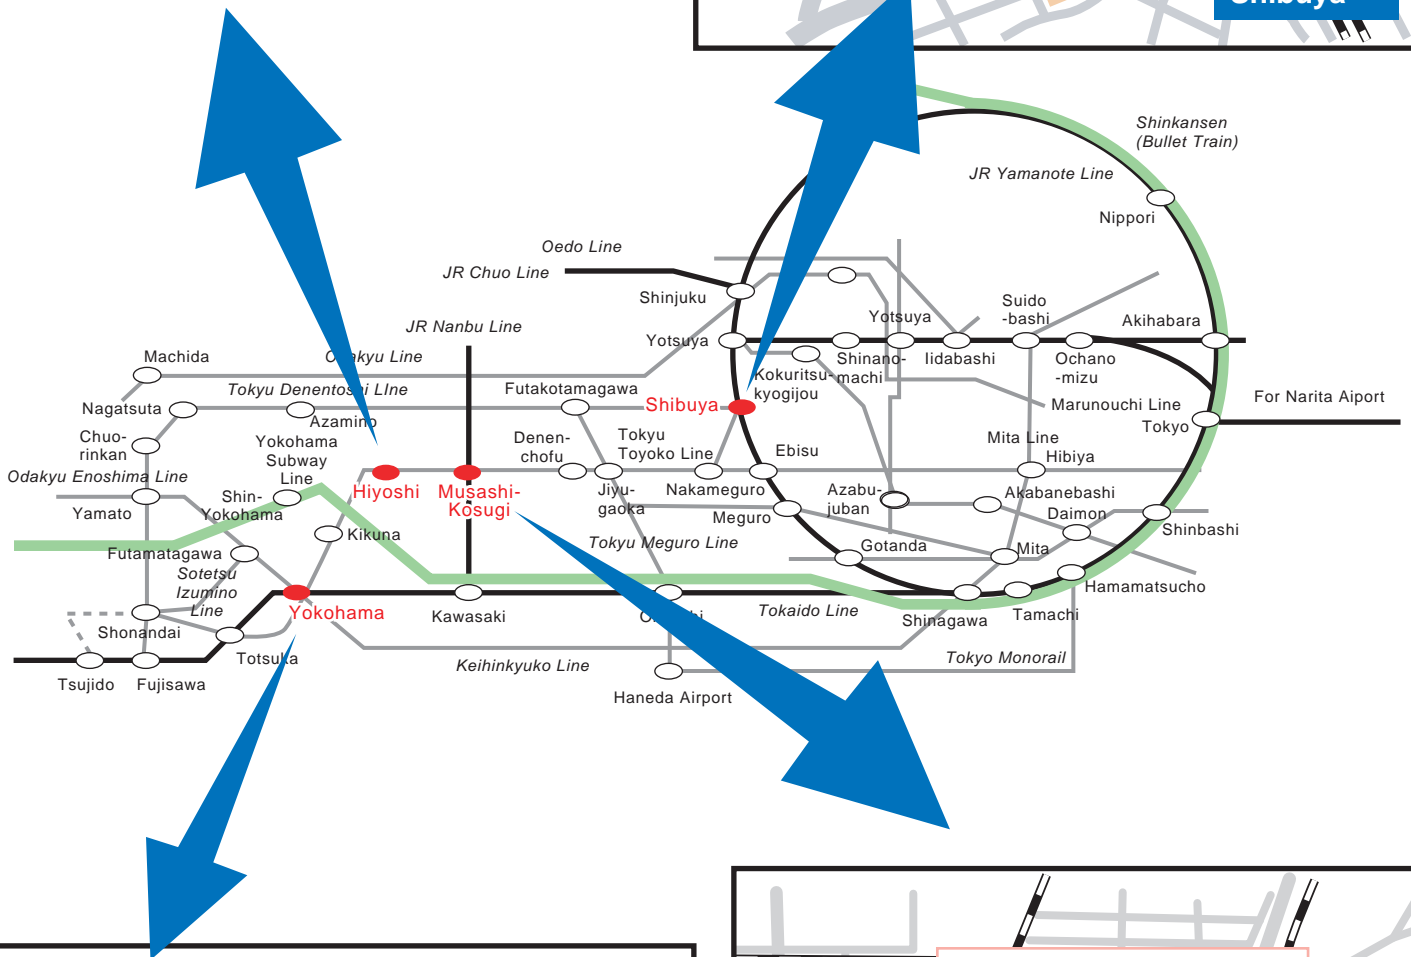 Shinkansen
(Bullet Train)
JR Yamanote Line
Nippori
Oedo Line
JR Chuo Line
Shinjuku
Suido
-bashi
Yotsuya
Akihabara
JR Nanbu Line
Yotsuya
Shinano-
machi
Iidabashi
Ochano
-mizu
Machida
Kokuritsu-
kyogijou
Tokyu Denentoshi LIne
Futakotamagawa
For Narita Aiport
Nagatsuta
Shibuya
Marunouchi Line
Azamino
Tokyo
Chuo-
rinkan
Yokohama
Subway
Line
Denen-
chofu
Tokyu
Toyoko Line
Ebisu
Mita Line
Hibiya
Odakyu Enoshima Line
Hiyoshi
Musashi-
Kosugi
Jiyu-
gaoka
Nakameguro
Azabu-
juban
Akabanebashi
Yamato
Shin-
Yokohama
Meguro
Daimon
Shinbashi
Kikuna
Futamatagawa
Tokyu Meguro Line
Gotanda
Mita
Sotetsu
Izumino
Line
Hamamatsucho
Yokohama
Kawasaki
Tokaido Line
Shinagawa
Tamachi
Shonandai
Totsuka
Keihinkyuko Line
Tokyo Monorail
Tsujido
Fujisawa
Haneda Airport